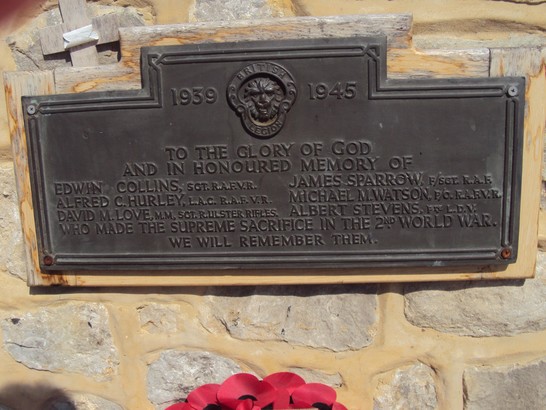 1939 BRITISH LEGION 1945
TO THE GLORY OF GOD
AND IN HONOURED MEMORY OF
EDWIN COLLINS, SGT. R.A.F.V.R. JAMES SPARROW, F/SGT. R.A.F.
ALFRED C. HURLEY, L.A.C. R.A.F.V.R. MICHAEL M. WATSON, F/O. R.A.F.V.R.
DAVID M. LOVE, M.M., SGT. R. ULSTER RIFLES. ALBERT STEVENS,
WHO MADE THE SUPREME SACRIFICE IN THE 2ND WORLD WAR.
WE WILL REMEMBER THEM.